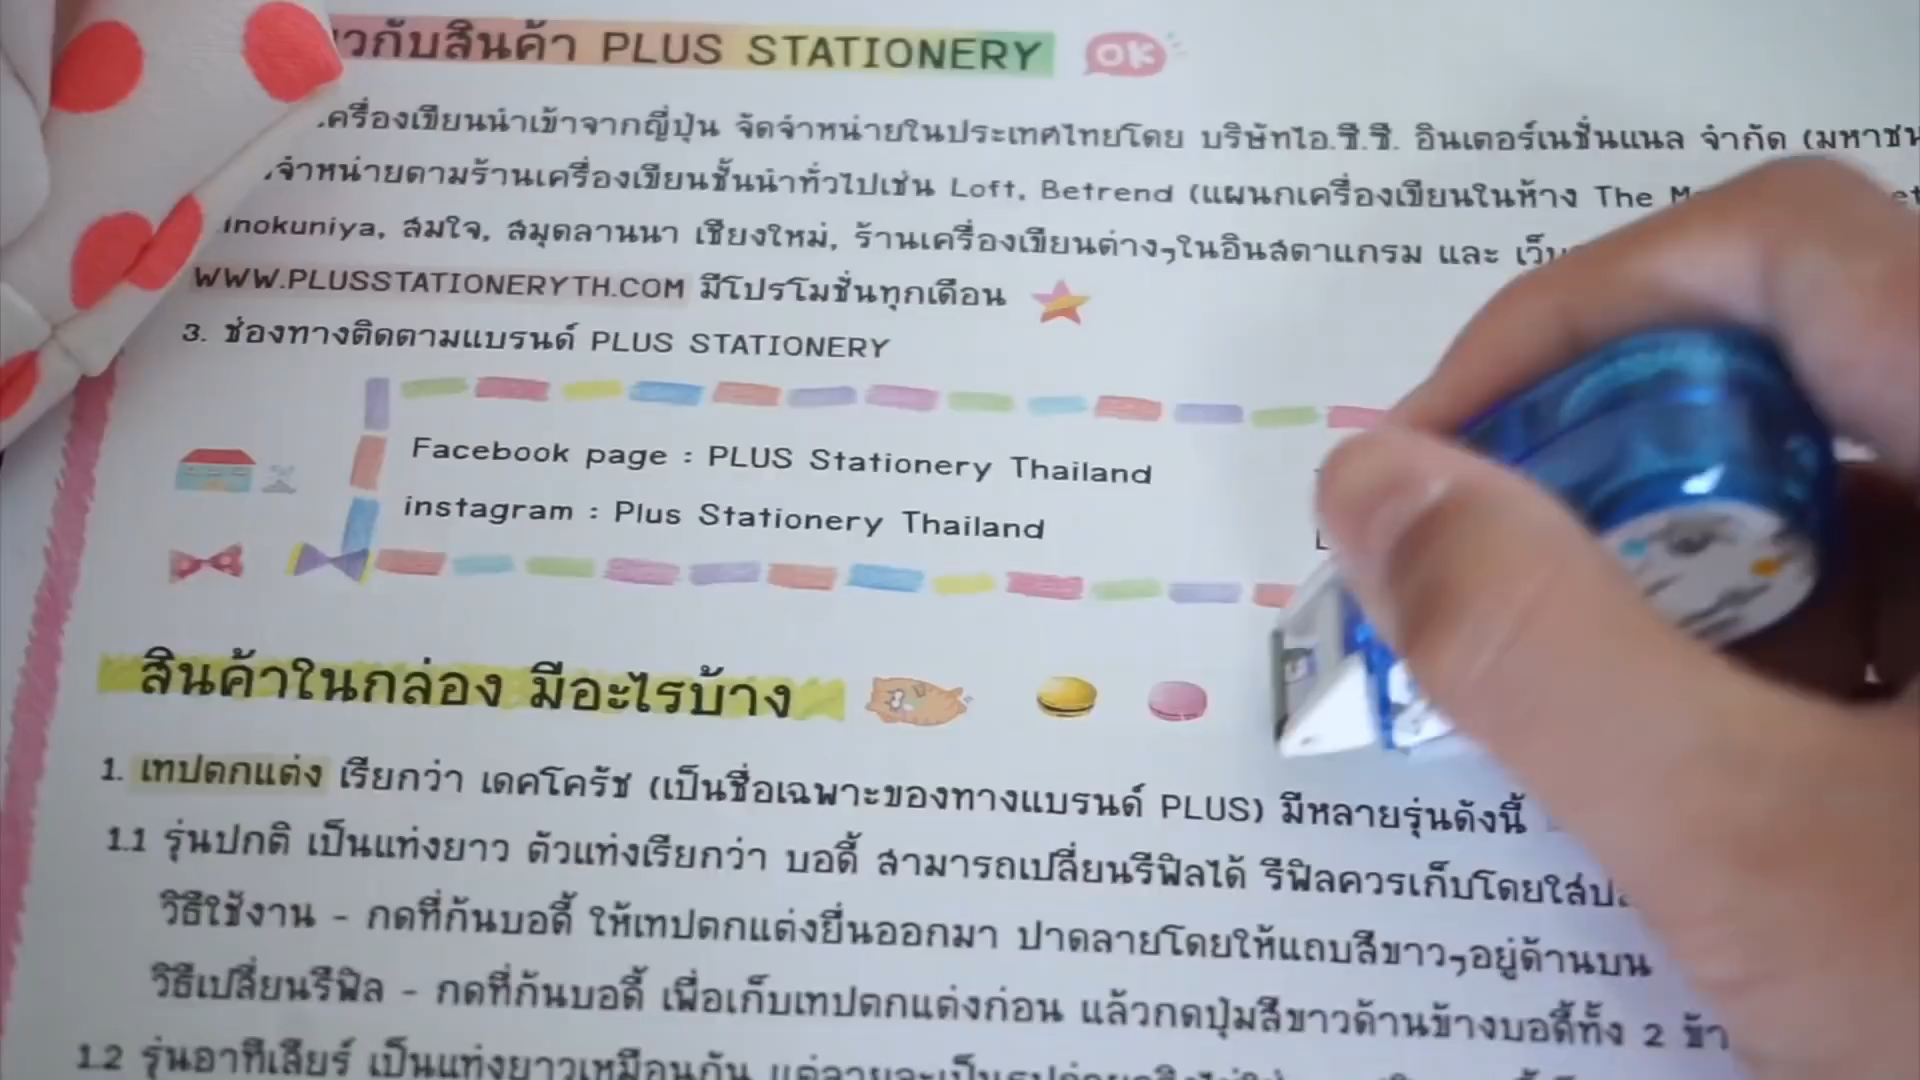 วกับสินค้า PLUS STATIONERY OK
เครื่องเขียนนำเข้าจากญี่ปุ่น จัดจำหน่ายในประเทศไทยโดย บริษัทไอ.ซี.ซี. อินเตอร์เนชั่นแนล จำกัด (มหาชน
จำหน่ายตามร้านเครื่องเขียนชั้นนำทั่วไปเช่น Loft, Betrend (แผนกเครื่องเขียนในห้าง The
inokuniya, สมใจ, สมุดลานนา เชียงใหม่, ร้านเครื่องเขียนต่างๆในอินสตาแกรม และ
WWW.PLUSSTATIONERYTH.COM มีโปรโมชั่นทุกเดือน
3. ช่องทางติดตามแบรนด์ PLUS STATIONERY
Facebook page : PLUS Stationery Thailand
instagram : Plus Stationery Thailand
สินค้าในกล่อง มีอะไรบ้าง
1. เทปตกแต่ง เรียกว่า เดคโครัช (เป็นชื่อเฉพาะของทางแบรนด์ PLUS) มีหลายรุ่นดังนี้
1.1 รุ่นปกติ เป็นแท่งยาว ตัวแท่งเรียกว่า บอดี้ สามารถเปลี่ยนรีฟิลได้ รีฟิลควรเก็บโดยใส่
วิธีใช้งาน - กดที่ก้นบอดี้ ให้เทปตกแต่งยื่นออกมา ปาดลายโดยให้แถบสีขาวๆอยู่ด้านบน
วิธีเปลี่ยนรีฟิล - กดที่ก้นบอดี้ เพื่อเก็บเทปตกแต่งก่อน แล้วกดปุ่มสีขาวด้านข้างบอดี้ทั้ง 2 ข้า
1.2 รุ่นอาทีเลียร์ เป็นแท่งยาวเหมือนกัน